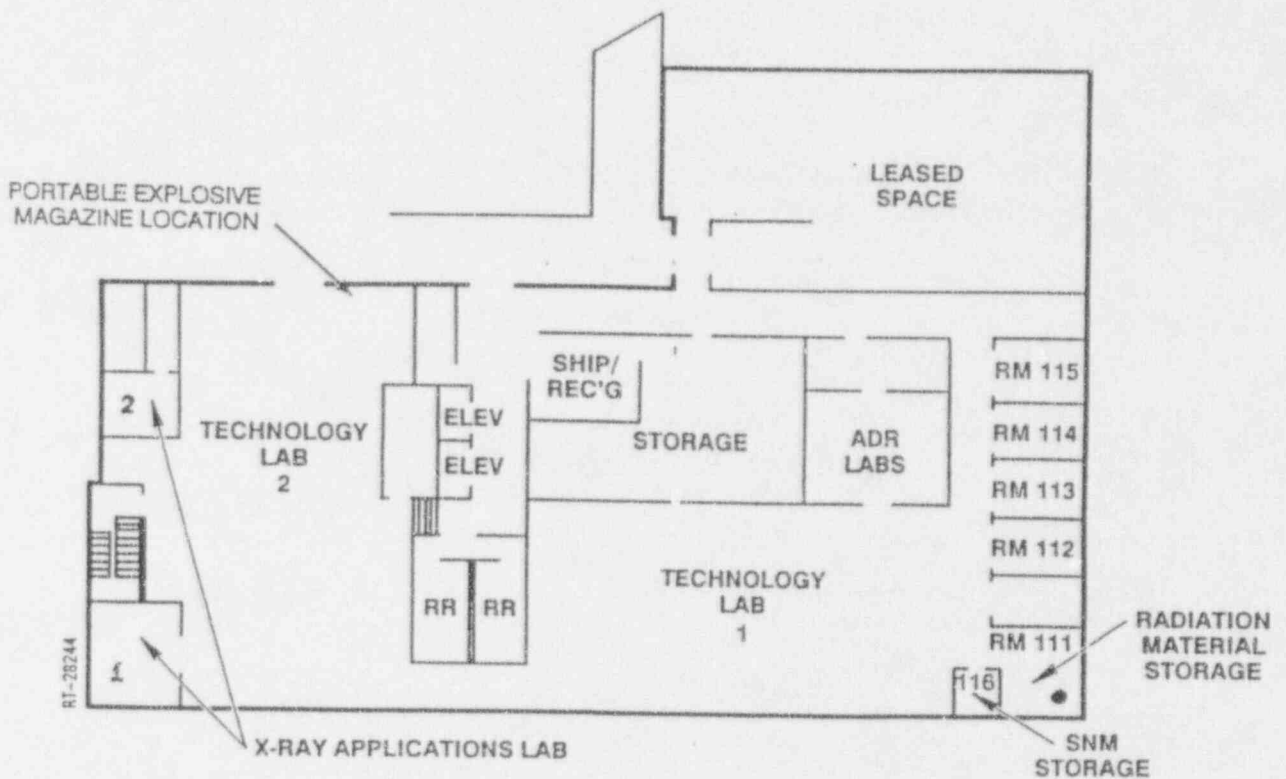 LEASED
SPACE
PORTABLE EXPLOSIVE
MAGAZINE LOCATION
SHIP/
REC'G
RM 115
2
TECHNOLOGY
LAB
2
ELEV
ELEV
STORAGE
ADR
LABS
RM 114
RM 113
RM 112
TECHNOLOGY
LAB
1
RR
RR
RM 111
RADIATION
MATERIAL
STORAGE
RT-28244
1
116
X-RAY APPLICATIONS LAB
SNM
STORAGE